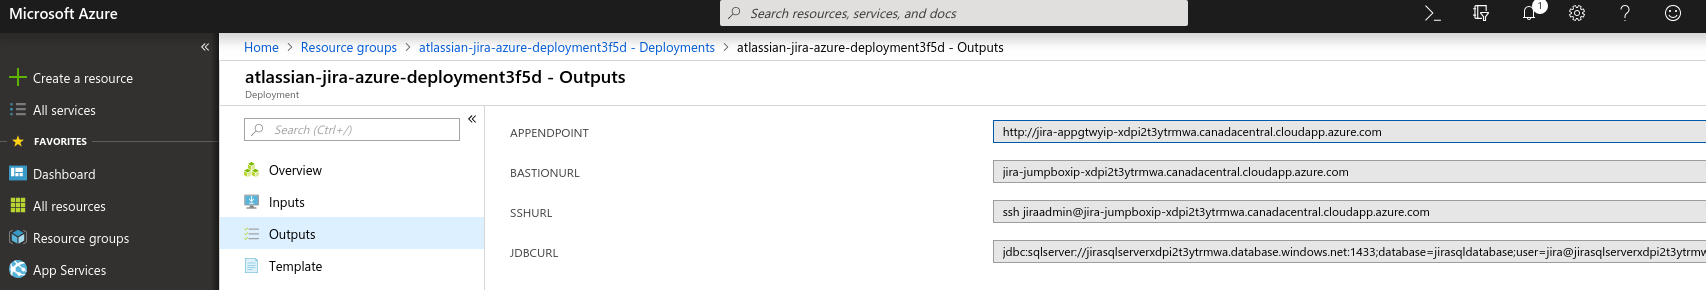 Microsoft Azure
Search resources, services, and docs
1
Home > Resource groups > atlassian-jira-azure-deployment3f5d - Deployments > atlassian-jira-azure-deployment3f5d - Outputs
atlassian-jira-azure-deployment3f5d - Outputs
Deployment
Create a resource
All services
FAVORITES
Dashboard
All resources
Resource groups
App Services
Search (Ctrl+/)
Overview
Inputs
Outputs
Template
APPENDPOINT
http://jira-appgtwyip-xdpi2t3ytrmwa.canadacentral.cloudapp.azure.com
BASTIONURL
jira-jumpboxip-xdpi2t3ytrmwa.canadacentral.cloudapp.azure.com
SSHURL
ssh jiraadmin@jira-jumpboxip-xdpi2t3ytrmwa.canadacentral.cloudapp.azure.com
JDBCURL
jdbc:sqlserver://jirasqlserverxdpi2t3ytrmwa.database.windows.net:1433;database=jirasqldatabase;user=jira@jirasqlserverxdpi2t3ytrmw